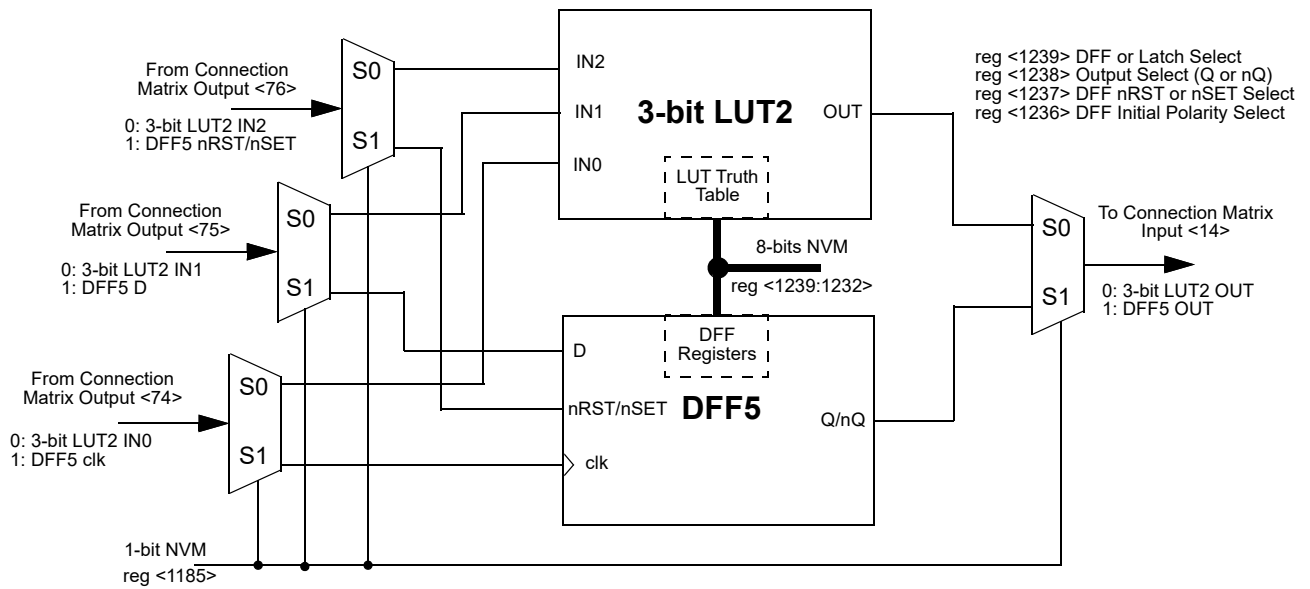 From Connection
Matrix Output <76>
0: 3-bit LUT2 IN2
1: DFF5 nRST/nSET
S0
S1
From Connection
Matrix Output <75>
0: 3-bit LUT2 IN1
1: DFF5 D
S0
S1
From Connection
Matrix Output <74>
0: 3-bit LUT2 IN0
1: DFF5 clk
S0
S1
1-bit NVM
reg <1185>
IN2
IN1
IN0
3-bit LUT2
OUT
LUT Truth
Table
8-bits NVM
reg <1239:1232>
DFF
Registers
D
nRST/nSET
clk
DFF5
Q/nQ
reg <1239> DFF or Latch Select
reg <1238> Output Select (Q or nQ)
reg <1237> DFF nRST or nSET Select
reg <1236> DFF Initial Polarity Select
S0
S1
To Connection Matrix
Input <14>
0: 3-bit LUT2 OUT
1: DFF5 OUT